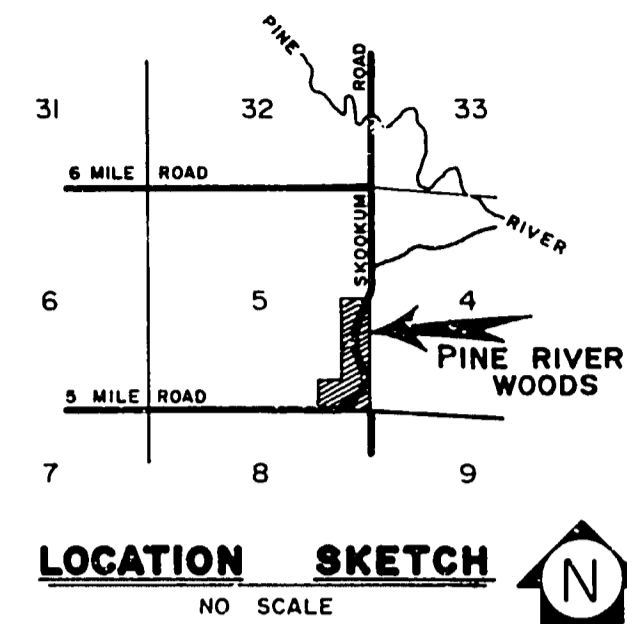 PINE
ROAD
31 32 33
6 MILE ROAD
SKOOKUM
RIVER
6 5 4
PINE RIVER
WOODS
5 MILE ROAD
7 8 9
LOCATION SKETCH
NO SCALE
N